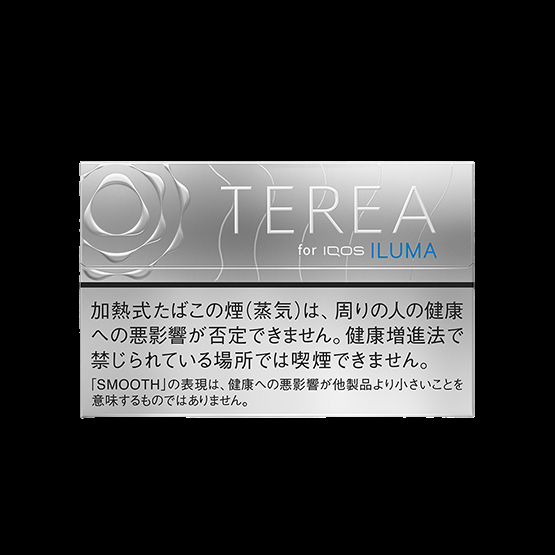 TEREA
for IQOS ILUMA
加熱式たばこの煙(蒸気)は、周りの人の健康
への悪影響が否定できません。健康増進法で
禁じられている場所では喫煙できません。
「SMOOTH」の表現は、健康への悪影響が他製品より小さいことを
意味するものではありません。